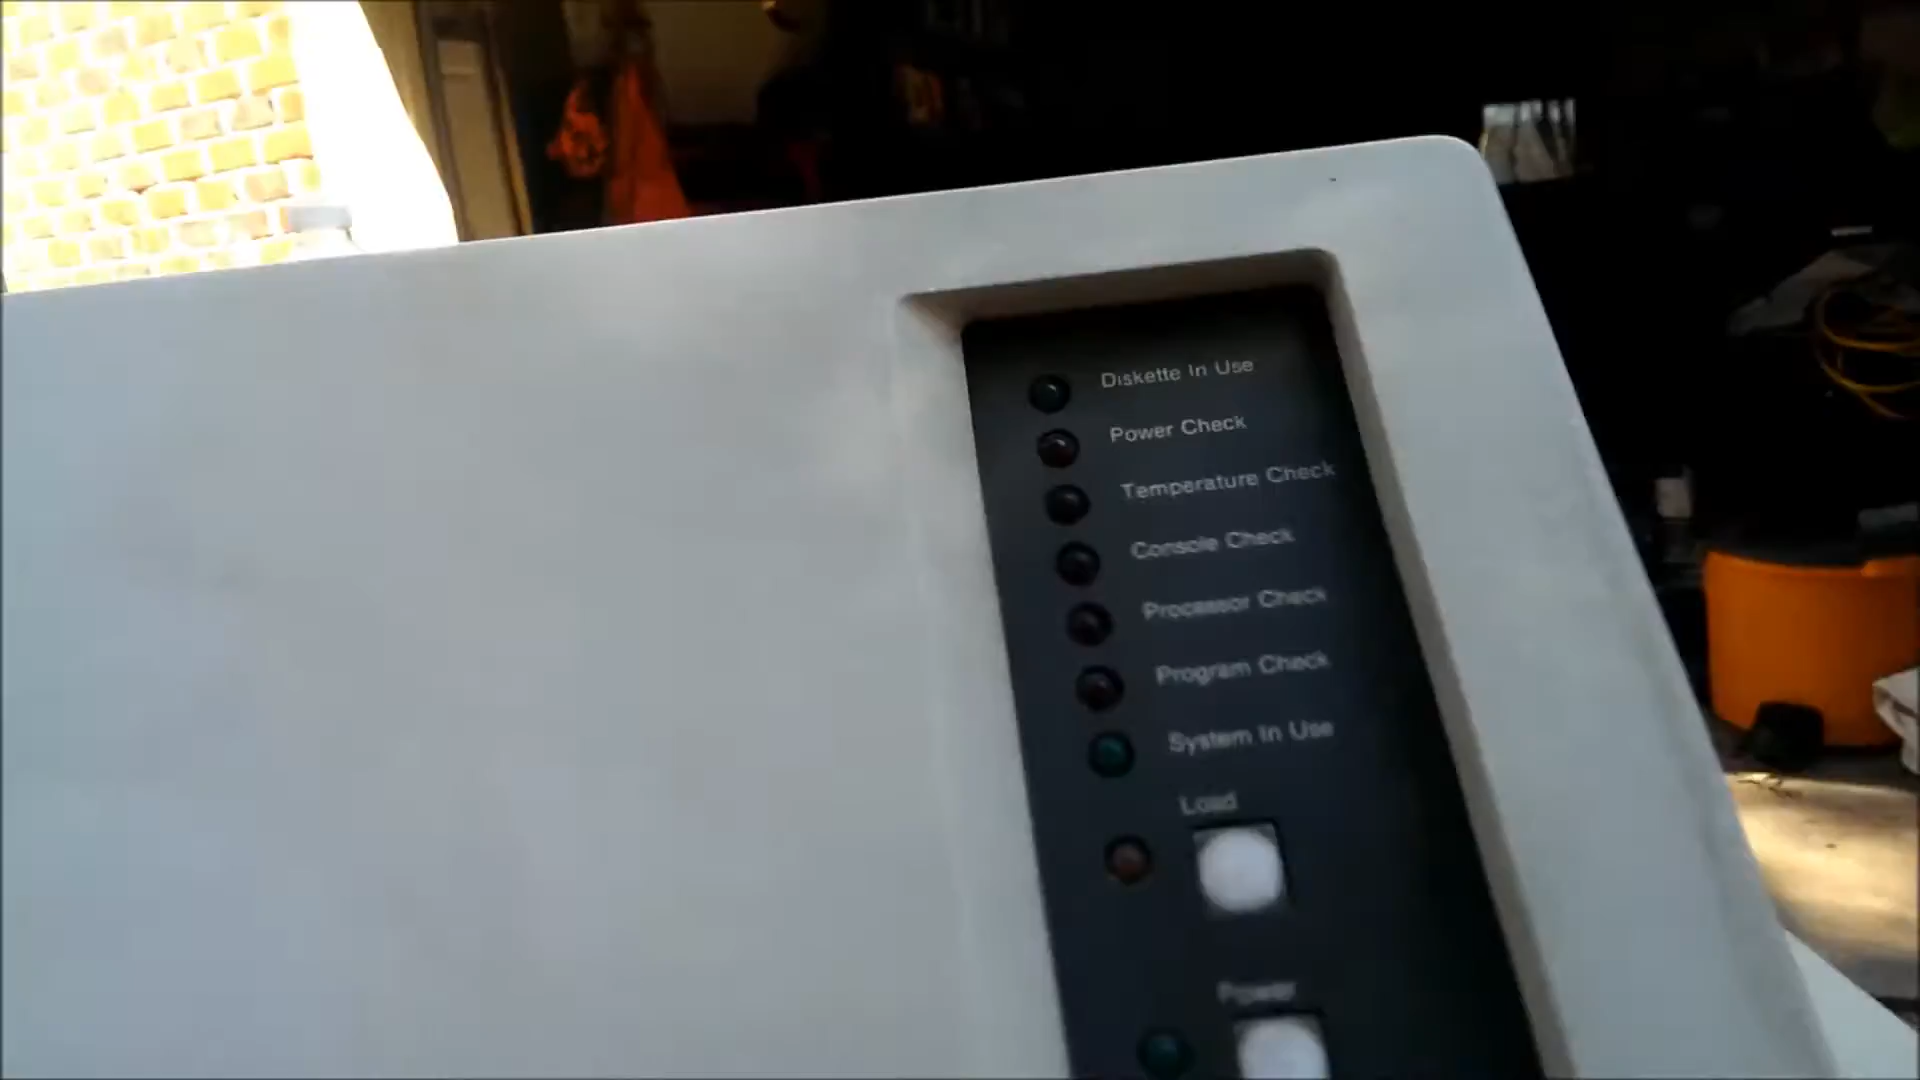 Diskette In Use
Power Check
Temperature Check
Console Check
Processor Check
Program Check
System In Use
Load
Power